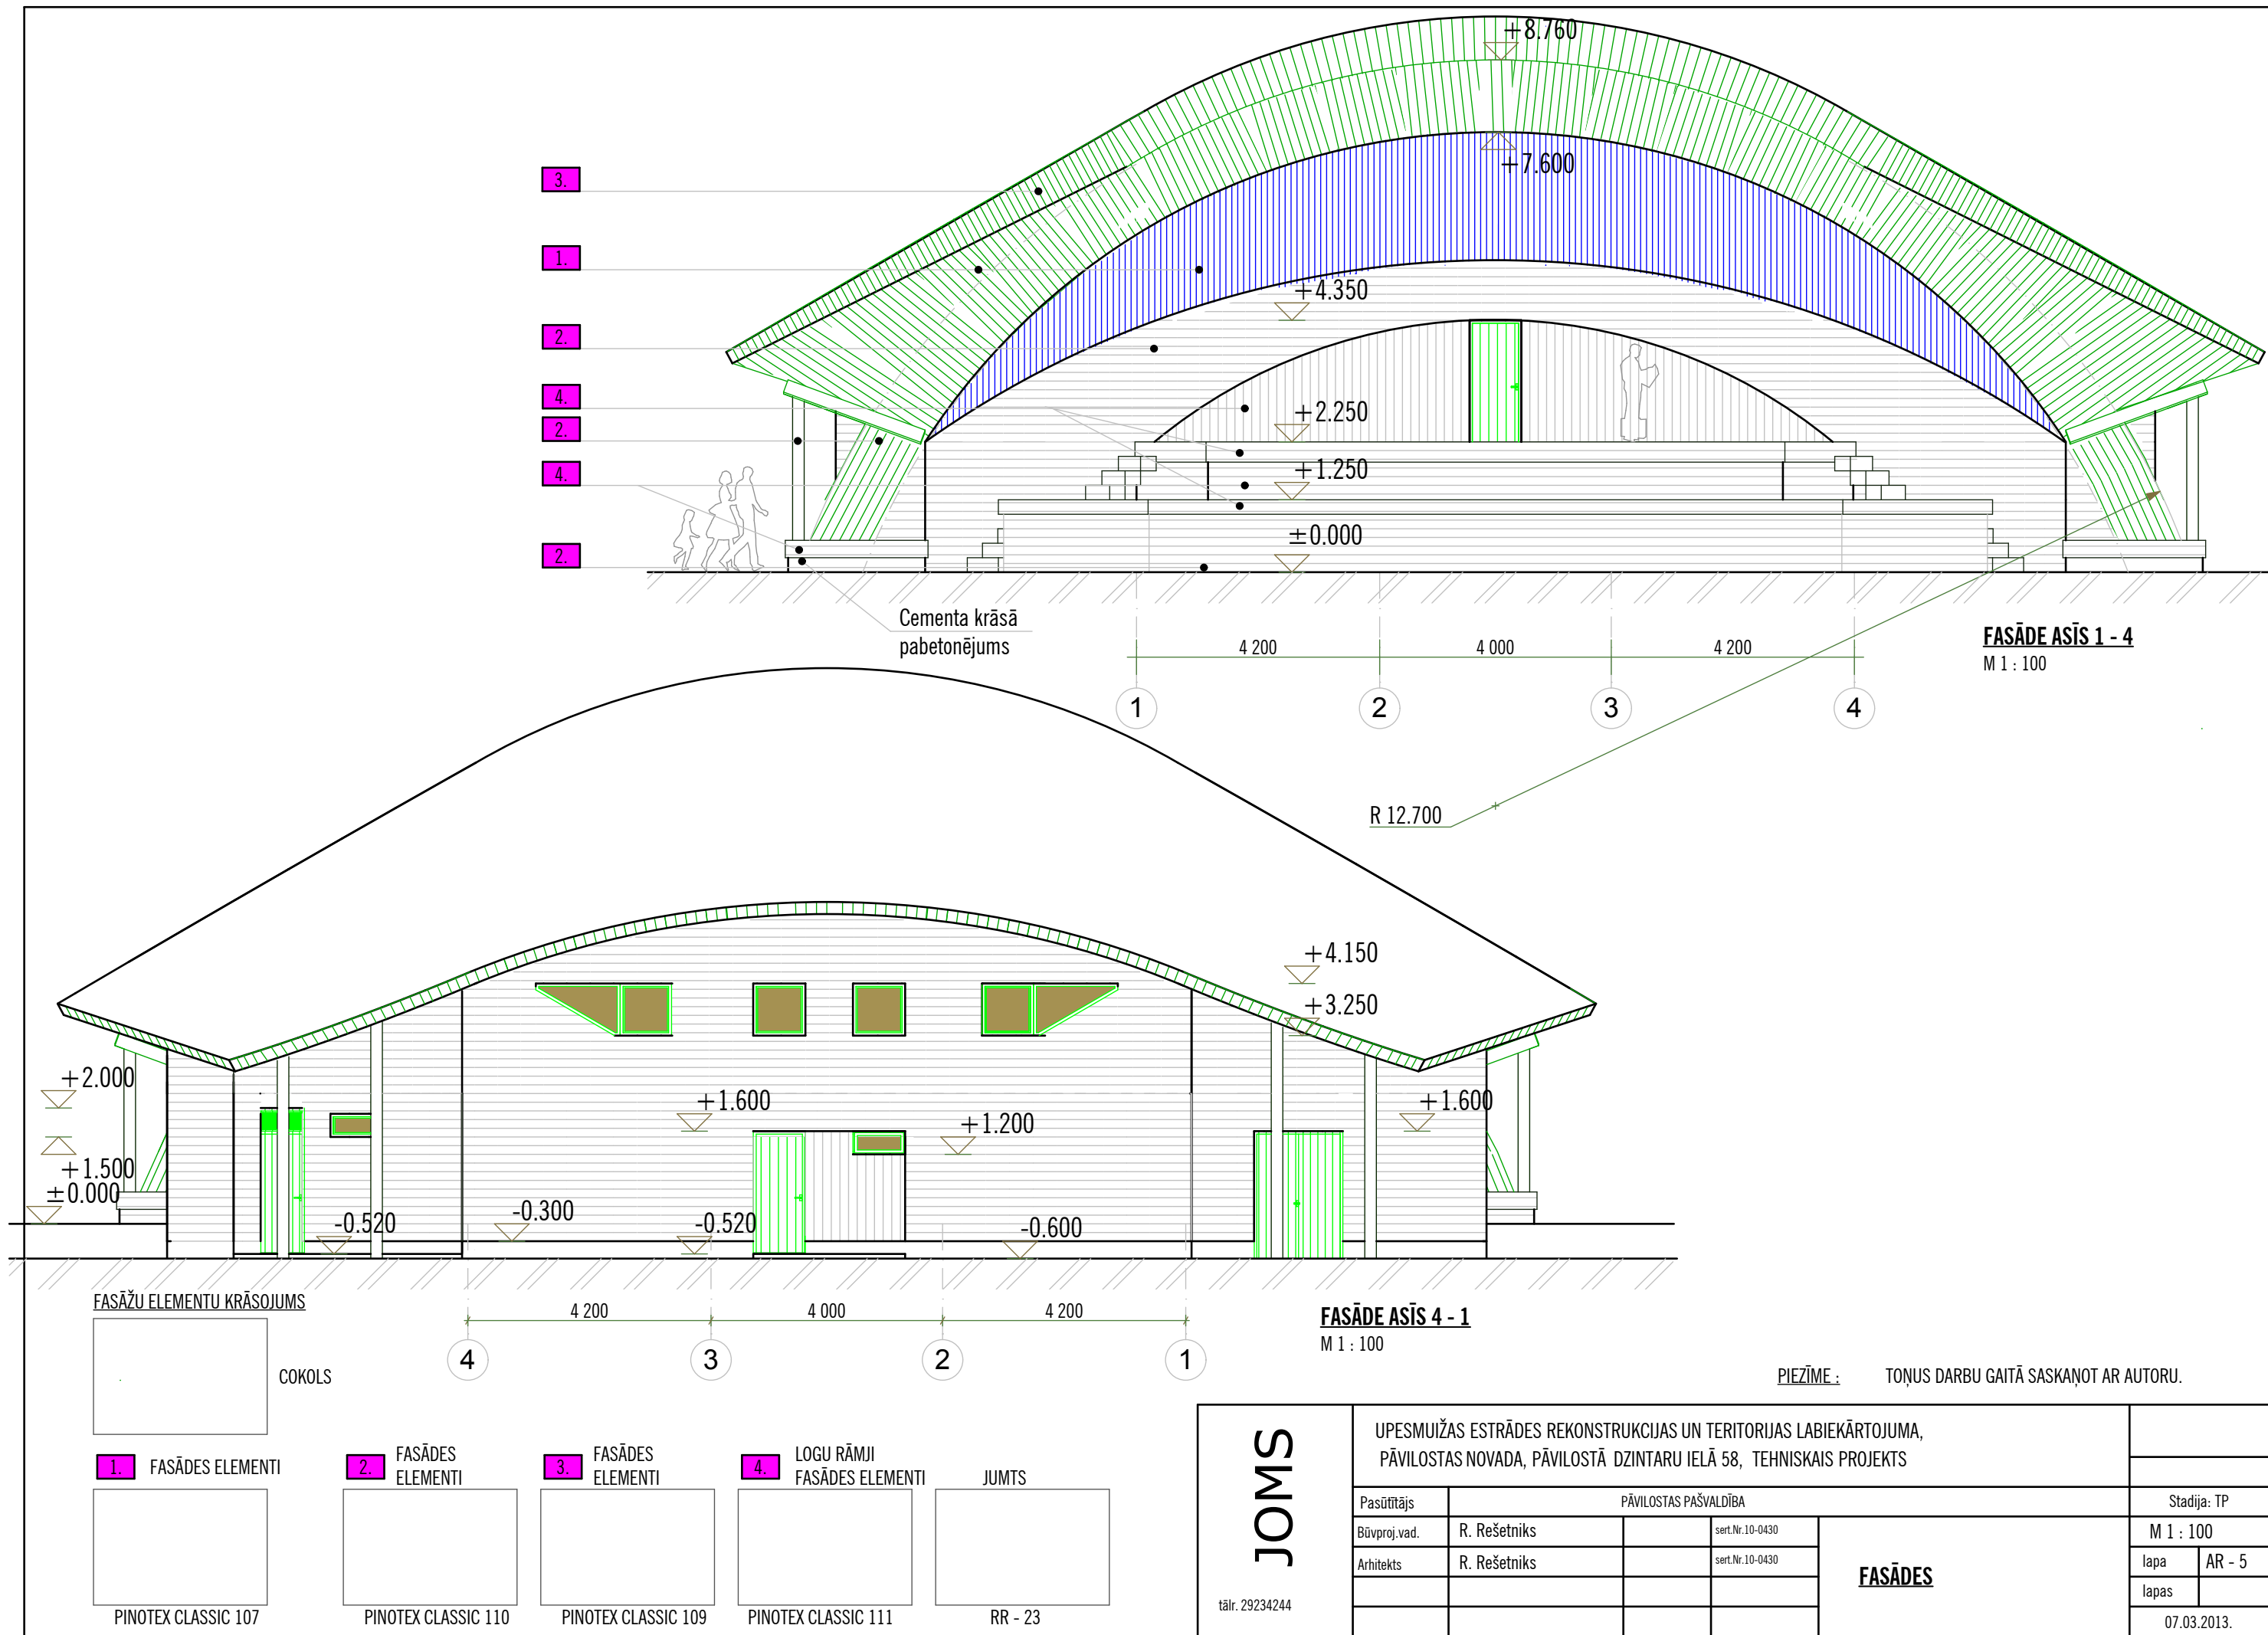 +8.760
+7.600
3.
1.
+4.350
2.
4.
+2.250
2.
4.
+1.250
±0.000
2.
Cementa krāsā
pabetonējums
4 200
4 000
4 200
FASĀDE ASĪS 1 - 4
M 1 : 100
1
2
3
4
R 12.700
+4.150
+3.250
+2.000
+1.600
+1.600
+1.200
+1.500
±0.000
-0.520
-0.300
-0.520
-0.600
FASĀŽU ELEMENTU KRĀSOJUMS
4 200
4 000
4 200
FASĀDE ASĪS 4 - 1
M 1 : 100
4
3
2
1
COKOLS
PIEZĪME :
TOŅUS DARBU GAITĀ SASKAŅOT AR AUTORU.
1.
FASĀDES ELEMENTI
2.
FASĀDES
ELEMENTI
3.
FASĀDES
ELEMENTI
4.
LOGU RĀMJI
FASĀDES ELEMENTI
JUMTS
PINOTEX CLASSIC 107
PINOTEX CLASSIC 110
PINOTEX CLASSIC 109
PINOTEX CLASSIC 111
RR - 23
JOMS
tālr. 29234244
UPESMUIŽAS ESTRĀDES REKONSTRUKCIJAS UN TERITORIJAS LABIEKĀRTOJUMA,
PĀVILOSTAS NOVADA, PĀVILOSTĀ DZINTARU IELĀ 58, TEHNISKAIS PROJEKTS
Pasūtītājs
PĀVILOSTAS PAŠVALDĪBA
Stadija: TP
Būvproj.vad.
R. Rešetniks
sert.Nr.10-0430
M 1 : 100
Arhitekts
R. Rešetniks
sert.Nr.10-0430
FASĀDES
lapa
AR - 5
lapas
07.03.2013.